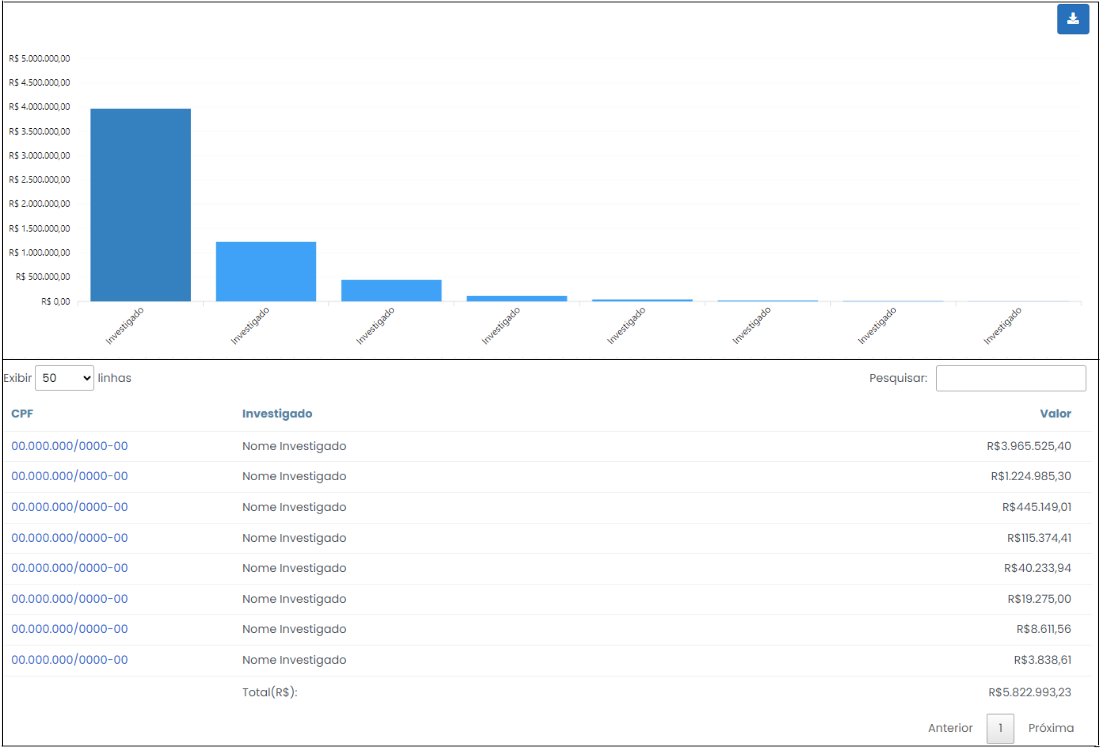 R$ 5.000.000,00
R$ 4.500.000,00
R$ 4.000.000,00
R$ 3.500.000,00
R$ 3.000.000,00
R$ 2.500.000,00
R$ 2.000.000,00
R$ 1.500.000,00
R$ 1.000.000,00
R$ 500.000,00
R$ 0,00
Investigado Investigado Investigado Investigado Investigado Investigado Investigado Investigado
Exibir 50 linhas Pesquisar:
CPF Investigado Valor
00.000.000/0000-00 Nome Investigado R$3.965.525,40
00.000.000/0000-00 Nome Investigado R$1.224.985,30
00.000.000/0000-00 Nome Investigado R$445.149,01
00.000.000/0000-00 Nome Investigado R$115.374,41
00.000.000/0000-00 Nome Investigado R$40.233,94
00.000.000/0000-00 Nome Investigado R$19.275,00
00.000.000/0000-00 Nome Investigado R$8.611,56
00.000.000/0000-00 Nome Investigado R$3.838,61
Total(R$): R$5.822.993,23
Anterior 1 Próxima